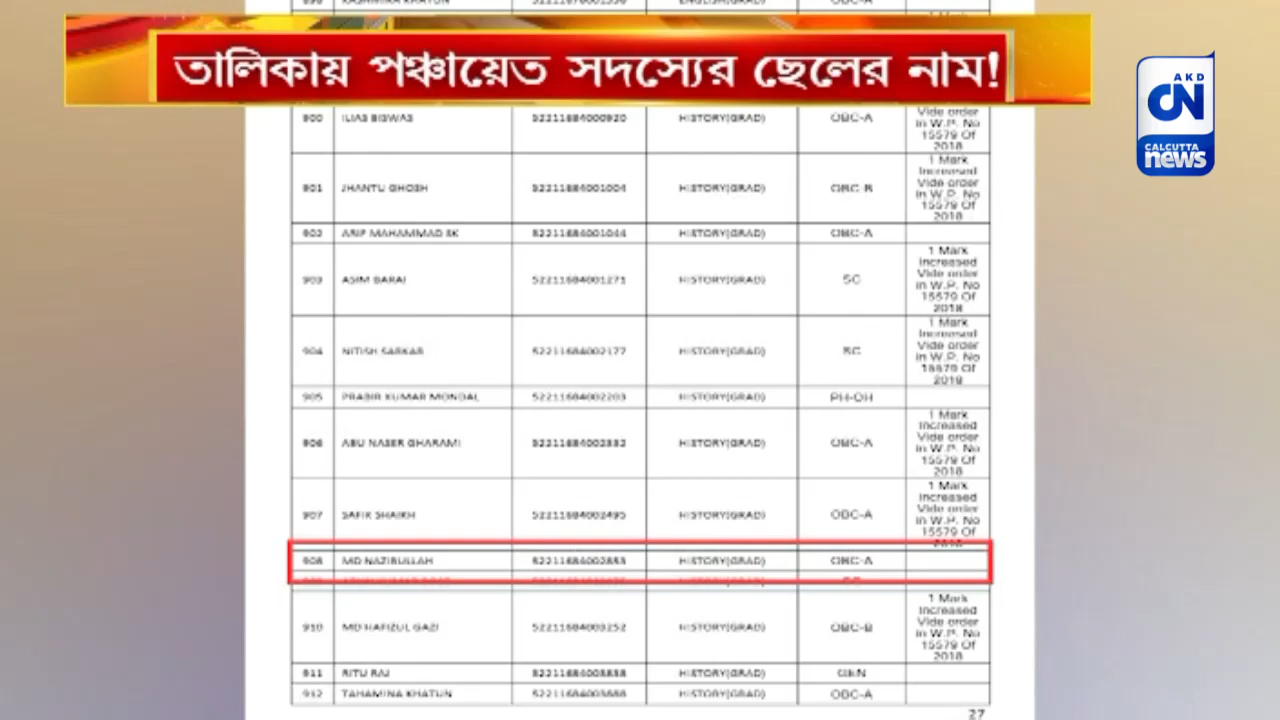 তালিকায় পঞ্চায়েত সদস্যের ছেলের নাম!
AKD
CN
CALCUTTA
news
900 ILIAS BISWAS 52211684000920 HISTORY(GRAD) OBC-A Vide order in W.P. No 15579 Of 2018
901 JHANTU GHOSH 52211684001004 HISTORY(GRAD) OBC-B 1 Mark Increased Vide order in W.P. No 15579 Of 2018
902 ARIF MAHAMMAD SK 52211684001044 HISTORY(GRAD) OBC-A
903 ASIM BARAI 52211684001271 HISTORY(GRAD) SC 1 Mark Increased Vide order in W.P. No 15579 Of 2018
904 NITISH SARKAR 52211684002177 HISTORY(GRAD) SC 1 Mark Increased Vide order in W.P. No 15579 Of 2018
905 PRABIR KUMAR MONDAL 52211684002203 HISTORY(GRAD) PH-OH
906 ABU NASER GHARAMI HISTORY(GRAD) OBC-A 1 Mark Increased Vide order in W.P. No 15579 Of 2018
907 SAFIK SHAIKH 52211684002495 HISTORY(GRAD) OBC-A 1 Mark Increased Vide order in W.P. No 15579 Of
908 MD NAZIBULLAH HISTORY(GRAD) OBC-A
910 MD HAFIZUL GAZI 52211684003252 HISTORY(GRAD) OBC-B 1 Mark Increased Vide order in W.P. No 15579 Of 2018
911 RITU RAJ HISTORY(GRAD) GEN
912 TAHAMINA KHATUN HISTORY(GRAD) OBC-A
27